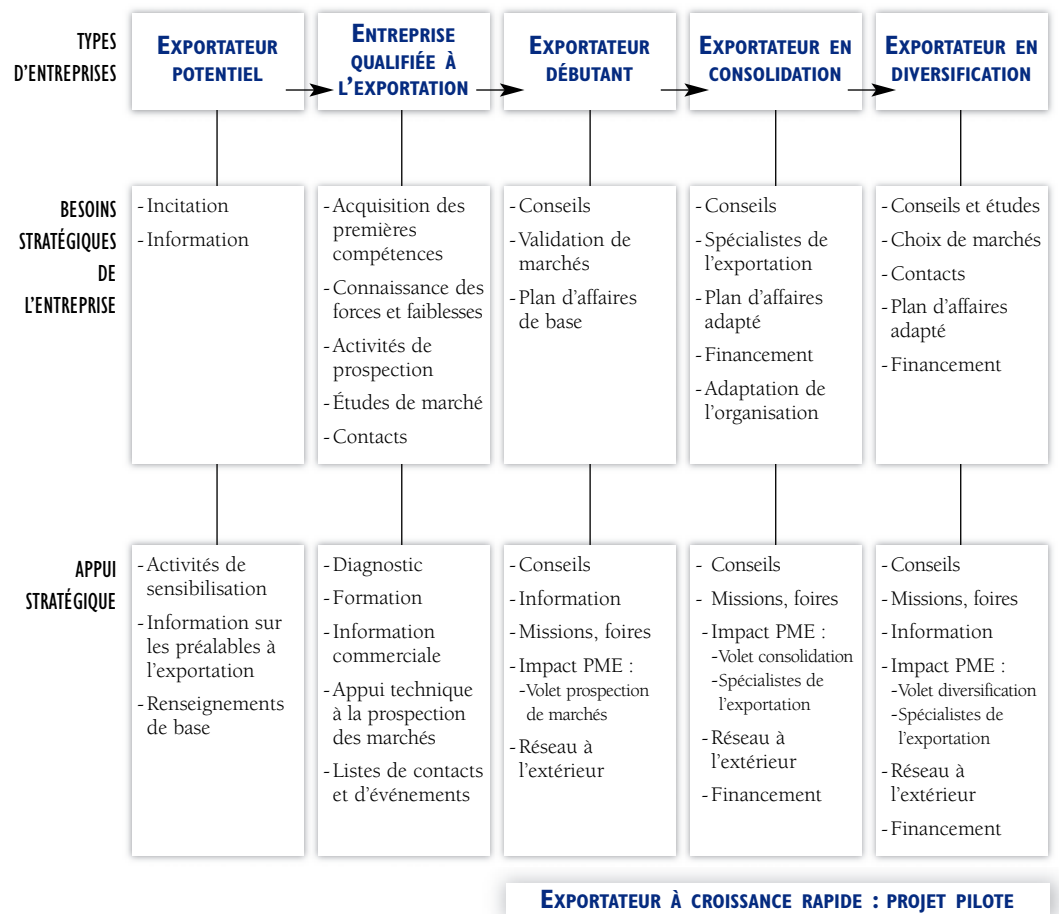 TYPES
D'ENTREPRISES
EXPORTATEUR
POTENTIEL
ENTREPRISE
QUALIFIÉE À
L'EXPORTATION
EXPORTATEUR
DÉBUTANT
EXPORTATEUR EN
CONSOLIDATION
EXPORTATEUR EN
DIVERSIFICATION
BESOINS
STRATÉGIQUES
DE
L'ENTREPRISE
- Incitation
- Information
- Acquisition des
premières
compétences
- Connaissance des
forces et faiblesses
- Activités de
prospection
- Études de marché
- Contacts
- Conseils
- Validation de
marchés
- Plan d'affaires
de base
- Conseils
- Spécialistes de
l'exportation
- Plan d'affaires
adapté
- Financement
- Adaptation de
l'organisation
- Conseils et études
- Choix de marchés
- Contacts
- Plan d'affaires
adapté
- Financement
APPUI
STRATÉGIQUE
- Activités de
sensibilisation
- Information sur
les préalables à
l'exportation
- Renseignements
de base
- Diagnostic
- Formation
- Information
commerciale
- Appui technique
à la prospection
des marchés
- Listes de contacts
et d'événements
- Conseils
- Information
- Missions, foires
- Impact PME :
- Volet prospection
de marchés
- Réseau à
l'extérieur
- Conseils
- Missions, foires
- Impact PME :
- Volet consolidation
- Spécialistes de
l'exportation
- Réseau à
l'extérieur
- Financement
- Conseils
- Missions, foires
- Information
- Impact PME :
- Volet diversification
- Spécialistes de
l'exportation
- Réseau à
l'extérieur
- Financement
EXPORTATEUR À CROISSANCE RAPIDE : PROJET PILOTE